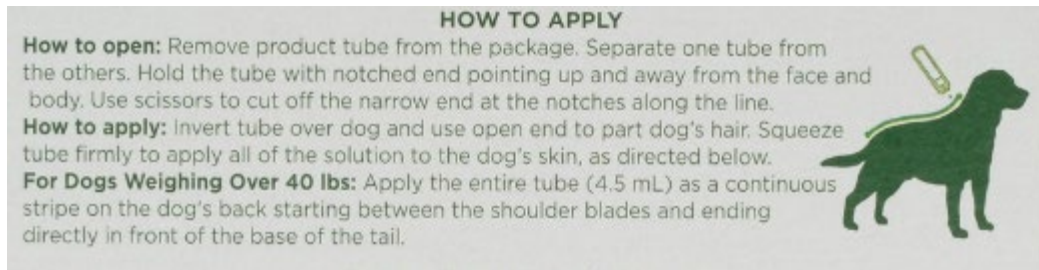 HOW TO APPLY
How to open: Remove product tube from the package. Separate one tube from
the others. Hold the tube with notched end pointing up and away from the face and
body. Use scissors to cut off the narrow end at the notches along the line.
How to apply: Invert tube over dog and use open end to part dog's hair. Squeeze
tube firmly to apply all of the solution to the dog's skin, as directed below.
For Dogs Weighing Over 40 lbs: Apply the entire tube (4.5 mL) as a continuous
stripe on the dog's back starting between the shoulder blades and ending
directly in front of the base of the tail.